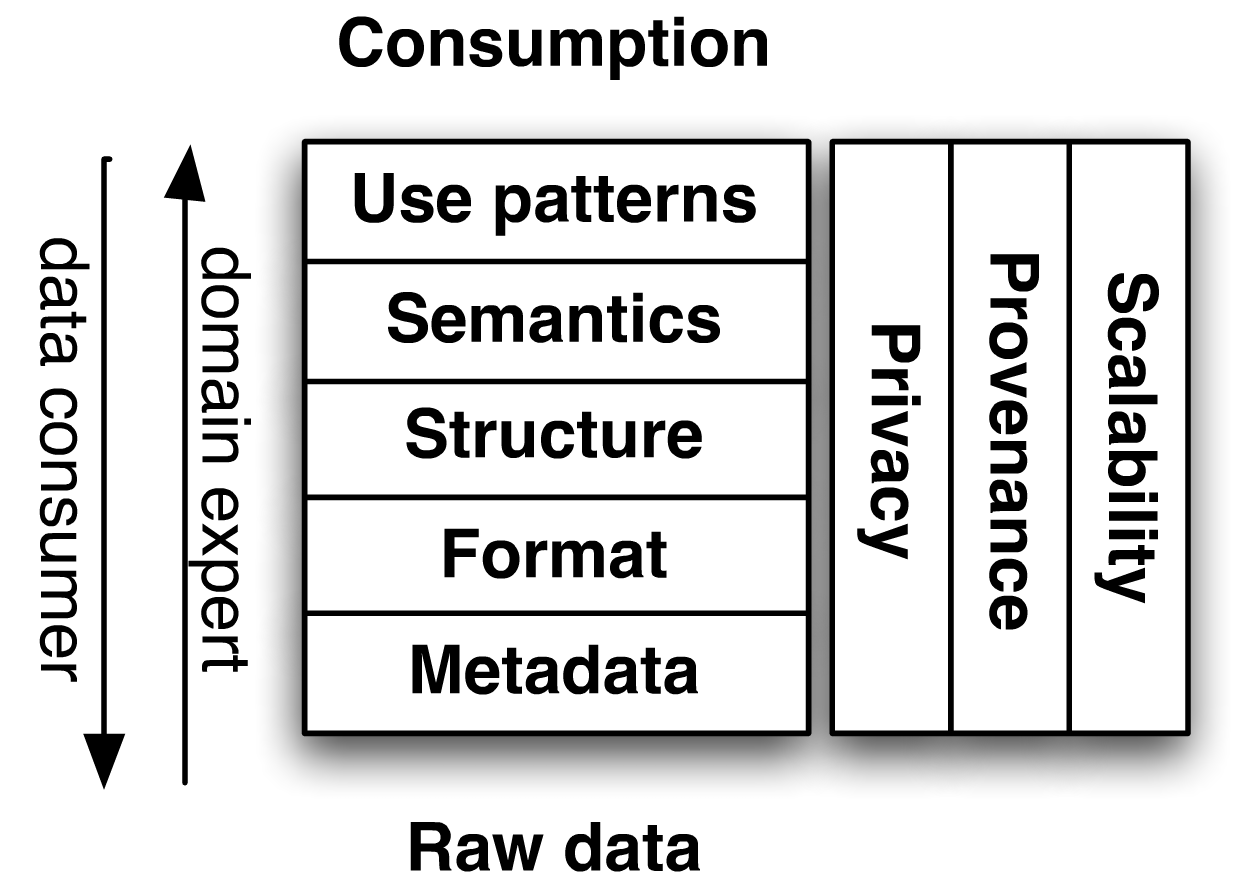 Consumption
data consumer
domain expert
Use patterns
Semantics
Structure
Format
Metadata
Privacy
Provenance
Scalability
Raw data